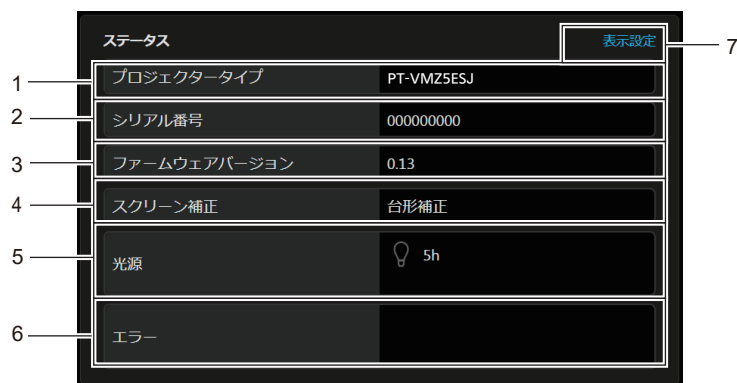 ステータス 表示設定 7
1 プロジェクタータイプ PT-VMZ5ESJ
2 シリアル番号 000000000
3 ファームウェアバージョン 0.13
4 スクリーン補正 台形補正
5 光源 5h
6 エラー